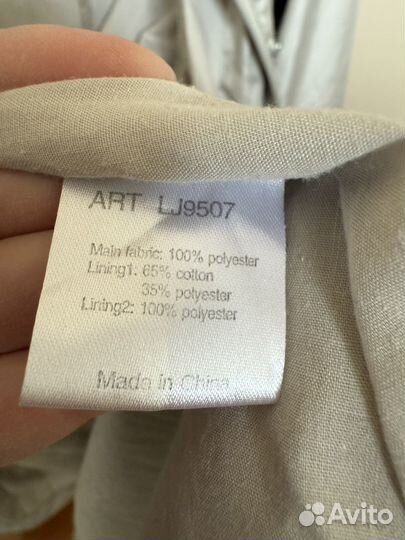 ART LJ9507
Main fabric: 100% polyester
Lining1: 65% cotton
35% polyester
Lining2: 100% polyester
Made in China
Avito